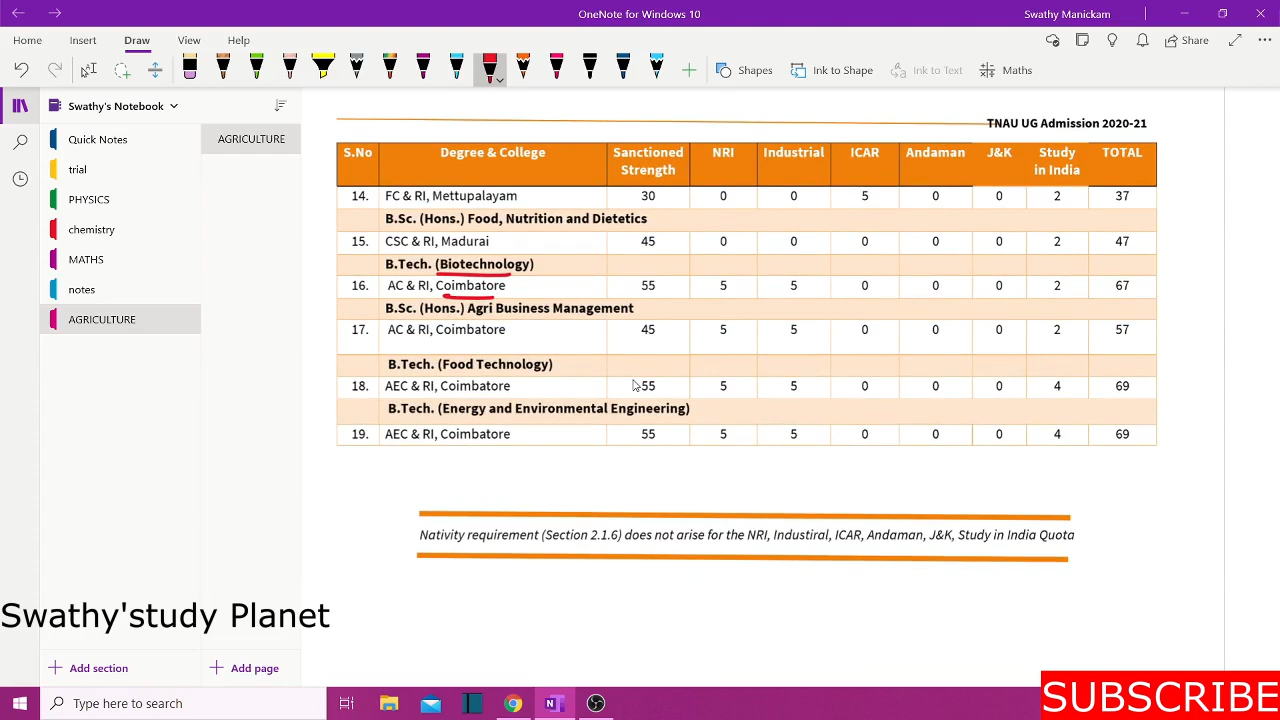 OneNote for Windows 10
Swathy Manickam
Home Insert Draw View Help
Share
Shapes Ink to Shape Ink to Text Maths
Swathy's Notebook
Quick Notes
trial
PHYSICS
chemistry
MATHS
notes
AGRICULTURE
AGRICULTURE
TNAU UG Admission 2020-21
S.No Degree & College Sanctioned Strength NRI Industrial ICAR Andaman J&K Study in India TOTAL
14. FC & RI, Mettupalayam 30 0 0 5 0 0 2 37
B.Sc. (Hons.) Food, Nutrition and Dietetics
15. CSC & RI, Madurai 45 0 0 0 0 0 2 47
B.Tech. (Biotechnology)
16. AC & RI, Coimbatore 55 5 5 0 0 0 2 67
B.Sc. (Hons.) Agri Business Management
17. AC & RI, Coimbatore 45 5 5 0 0 0 2 57
B.Tech. (Food Technology)
18. AEC & RI, Coimbatore 55 5 5 0 0 0 4 69
B.Tech. (Energy and Environmental Engineering)
19. AEC & RI, Coimbatore 55 5 5 0 0 0 4 69
Nativity requirement (Section 2.1.6) does not arise for the NRI, Industiral, ICAR, Andaman, J&K, Study in India Quota
Swathy'study Planet
Add section Add page
Type here to search
SUBSCRIBE